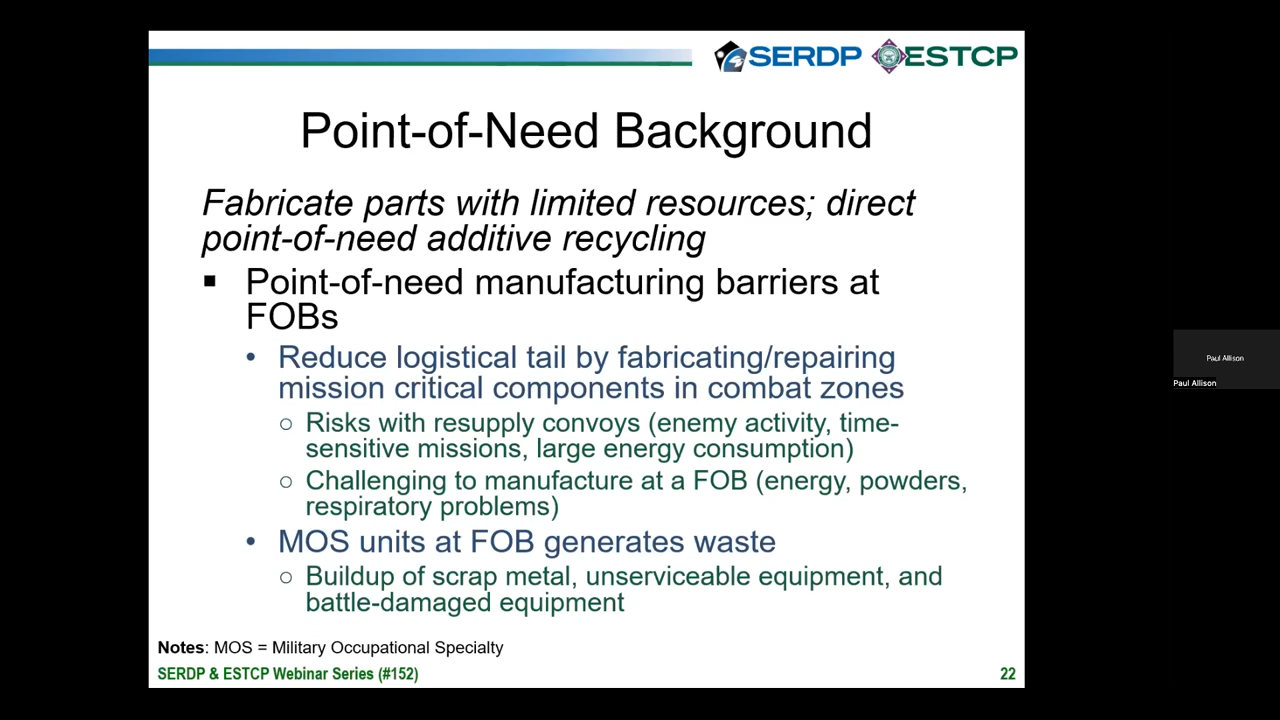 SERDP ESTCP
Point-of-Need Background
Fabricate parts with limited resources; direct
point-of-need additive recycling
▪ Point-of-need manufacturing barriers at
FOBs
• Reduce logistical tail by fabricating/repairing
mission critical components in combat zones
○ Risks with resupply convoys (enemy activity, time-
sensitive missions, large energy consumption)
○ Challenging to manufacture at a FOB (energy, powders,
respiratory problems)
• MOS units at FOB generates waste
○ Buildup of scrap metal, unserviceable equipment, and
battle-damaged equipment
Notes: MOS = Military Occupational Specialty
SERDP & ESTCP Webinar Series (#152)
22
Paul Allison
Paul Allison